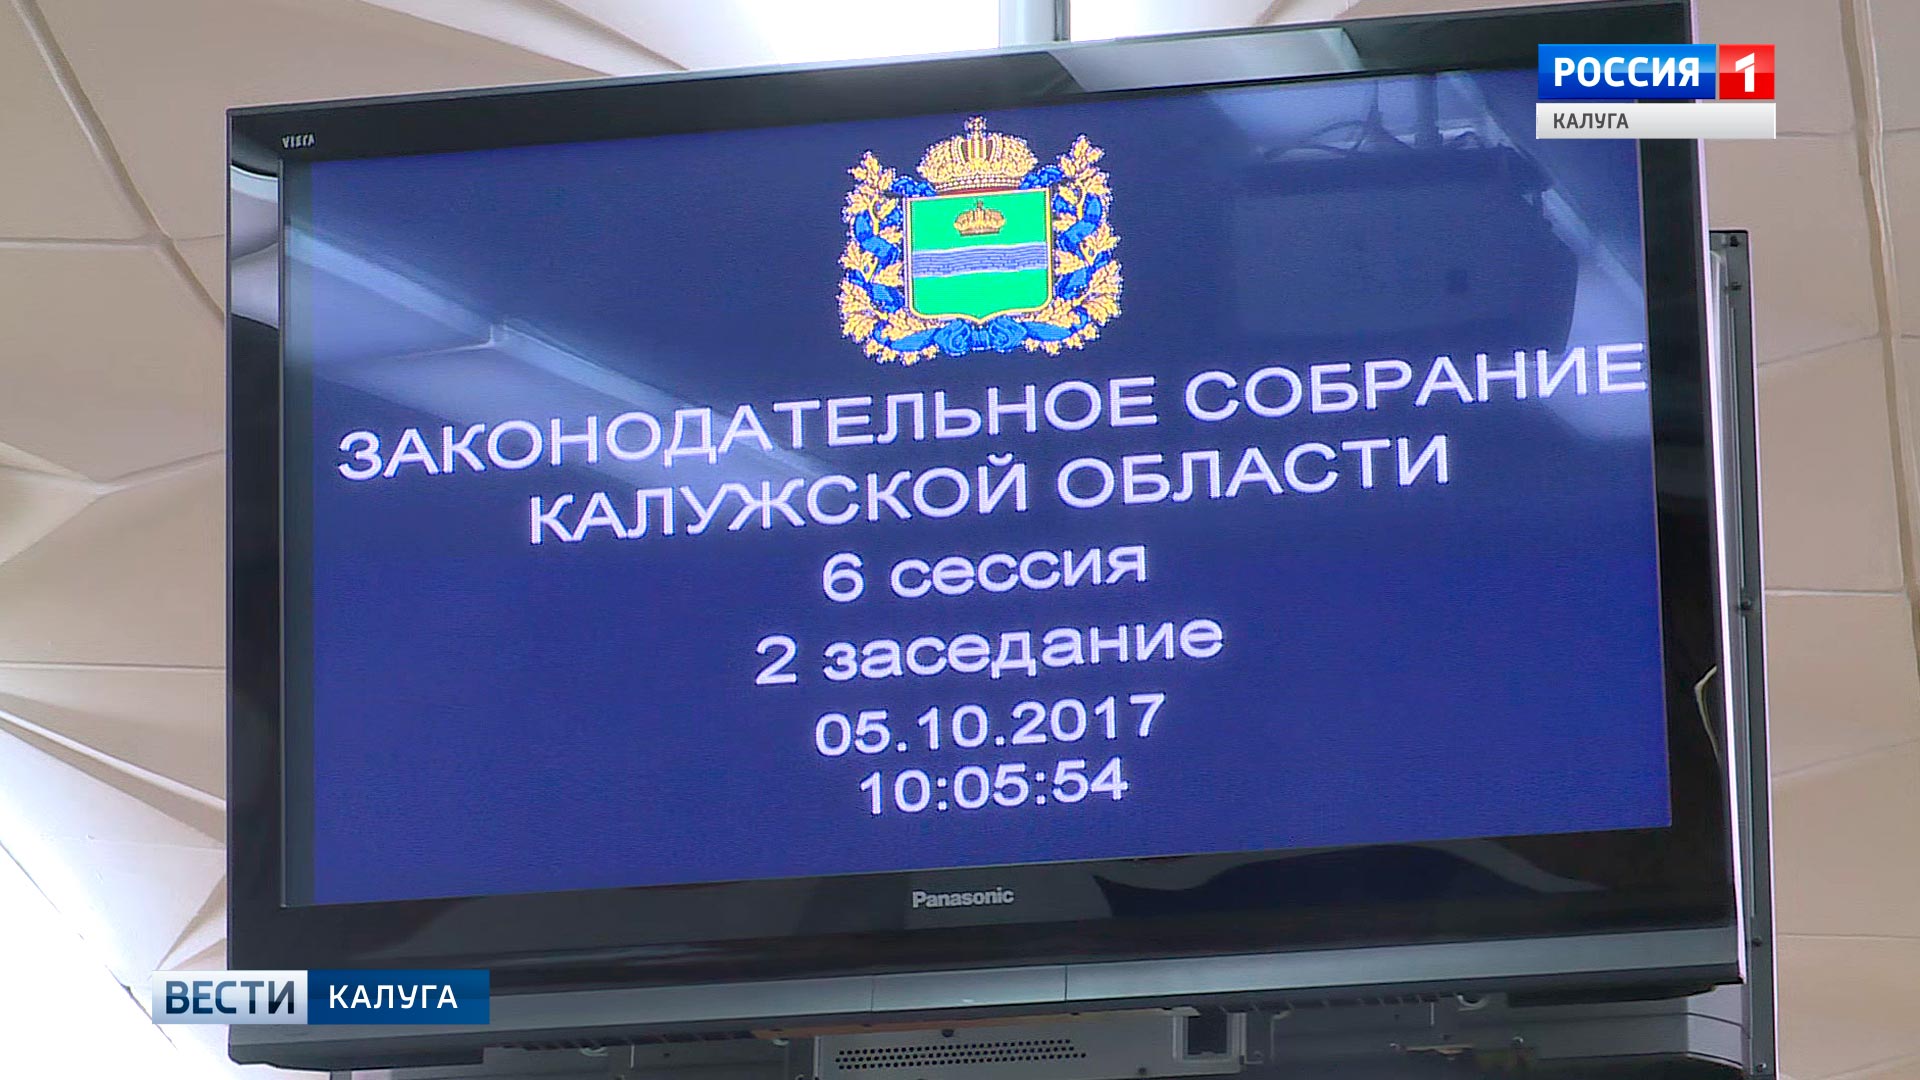 РОССИЯ 1
КАЛУГА
VIERA
ЗАКОНОДАТЕЛЬНОЕ СОБРАНИЕ
КАЛУЖСКОЙ ОБЛАСТИ
6 сессия
2 заседание
05.10.2017
10:05:54
Panasonic
ВЕСТИ КАЛУГА